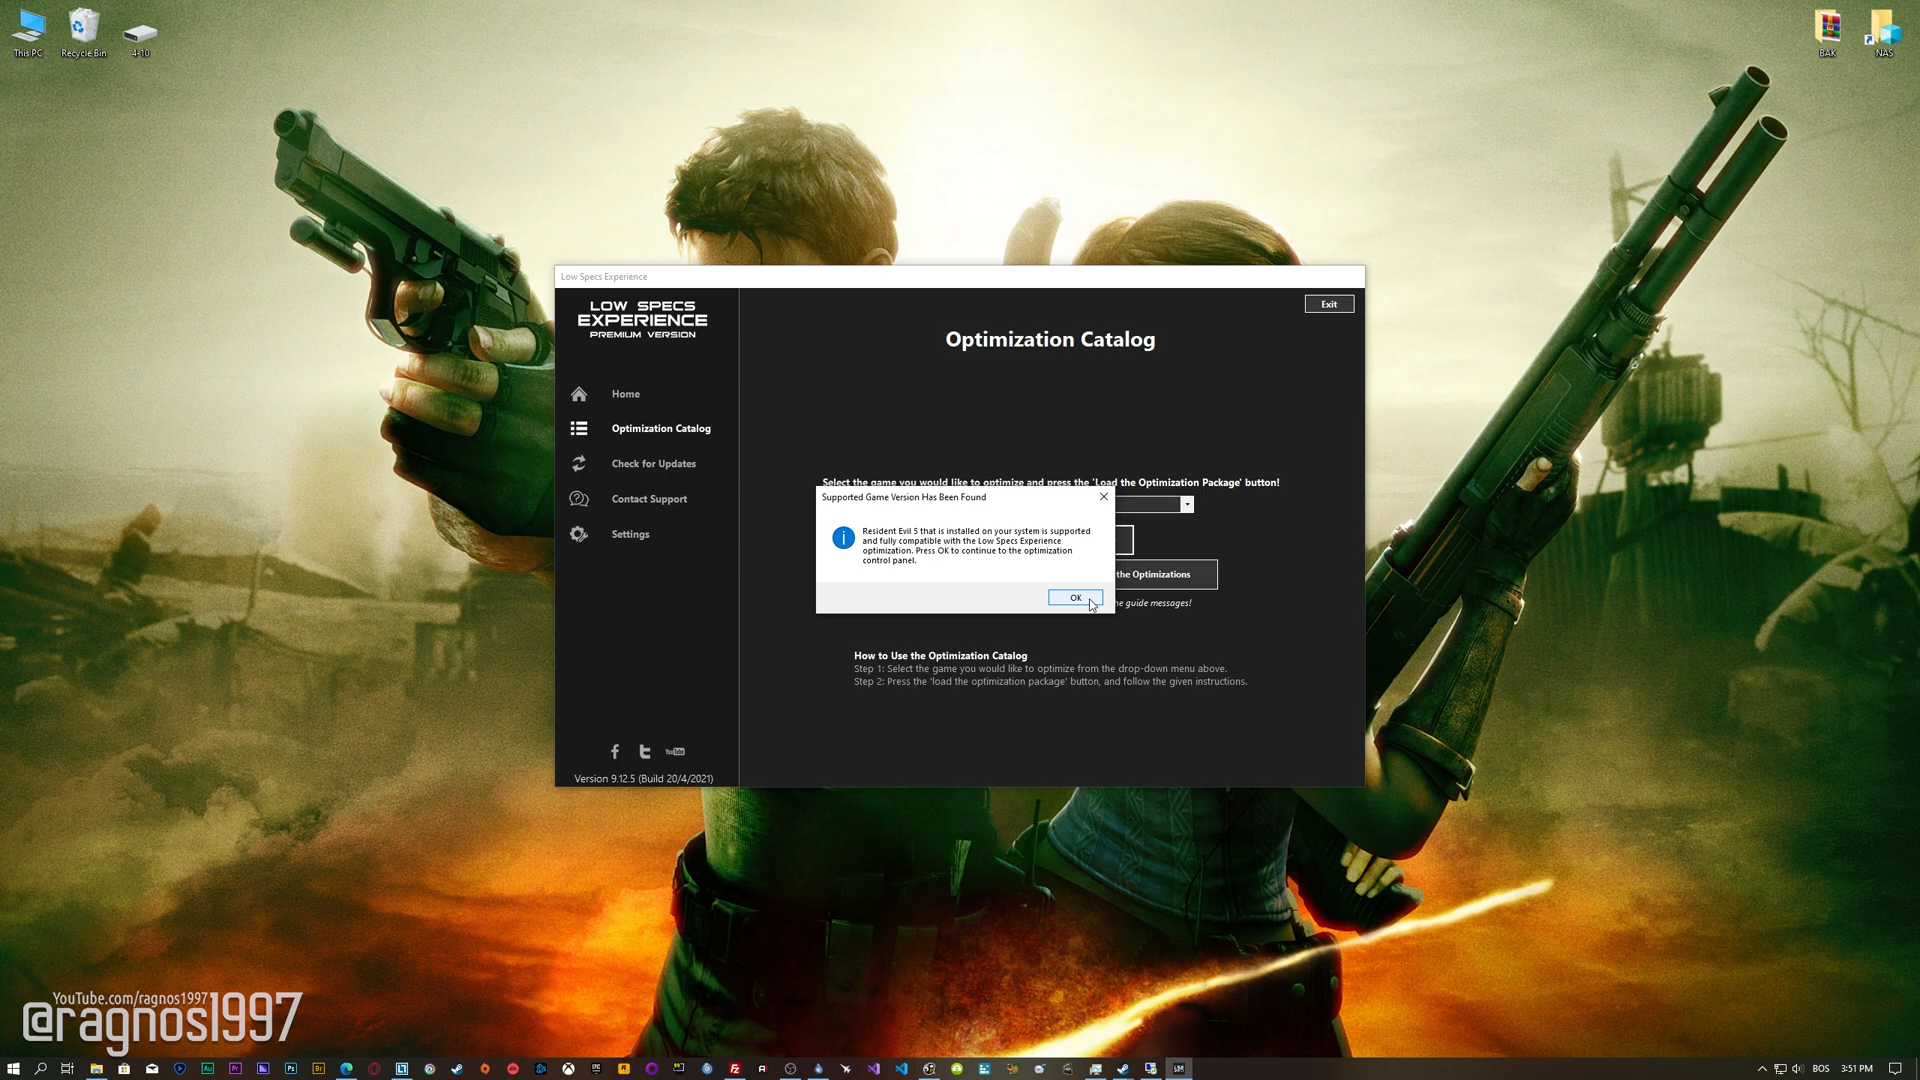 This PC
Recycle Bin
4-10
BAK
NAS
Low Specs Experience
LOW SPECS
EXPERIENCE
PREMIUM VERSION
Exit
Optimization Catalog
Home
Optimization Catalog
Check for Updates
Contact Support
Settings
Select the game you would like to optimize and press the 'Load the Optimization Package' button!
Supported Game Version Has Been Found
Resident Evil 5 that is installed on your system is supported
and fully compatible with the Low Specs Experience
optimization. Press OK to continue to the optimization
control panel.
OK
the Optimizations
guide messages!
How to Use the Optimization Catalog
Step 1: Select the game you would like to optimize from the drop-down menu above.
Step 2: Press the 'load the optimization package' button, and follow the given instructions.
You Tube
Version 9.12.5 (Build 20/4/2021)
YouTube.com/ragnos1997
@ragnos1997
Au
Pr
Ps
Br
BOS
3:51 PM